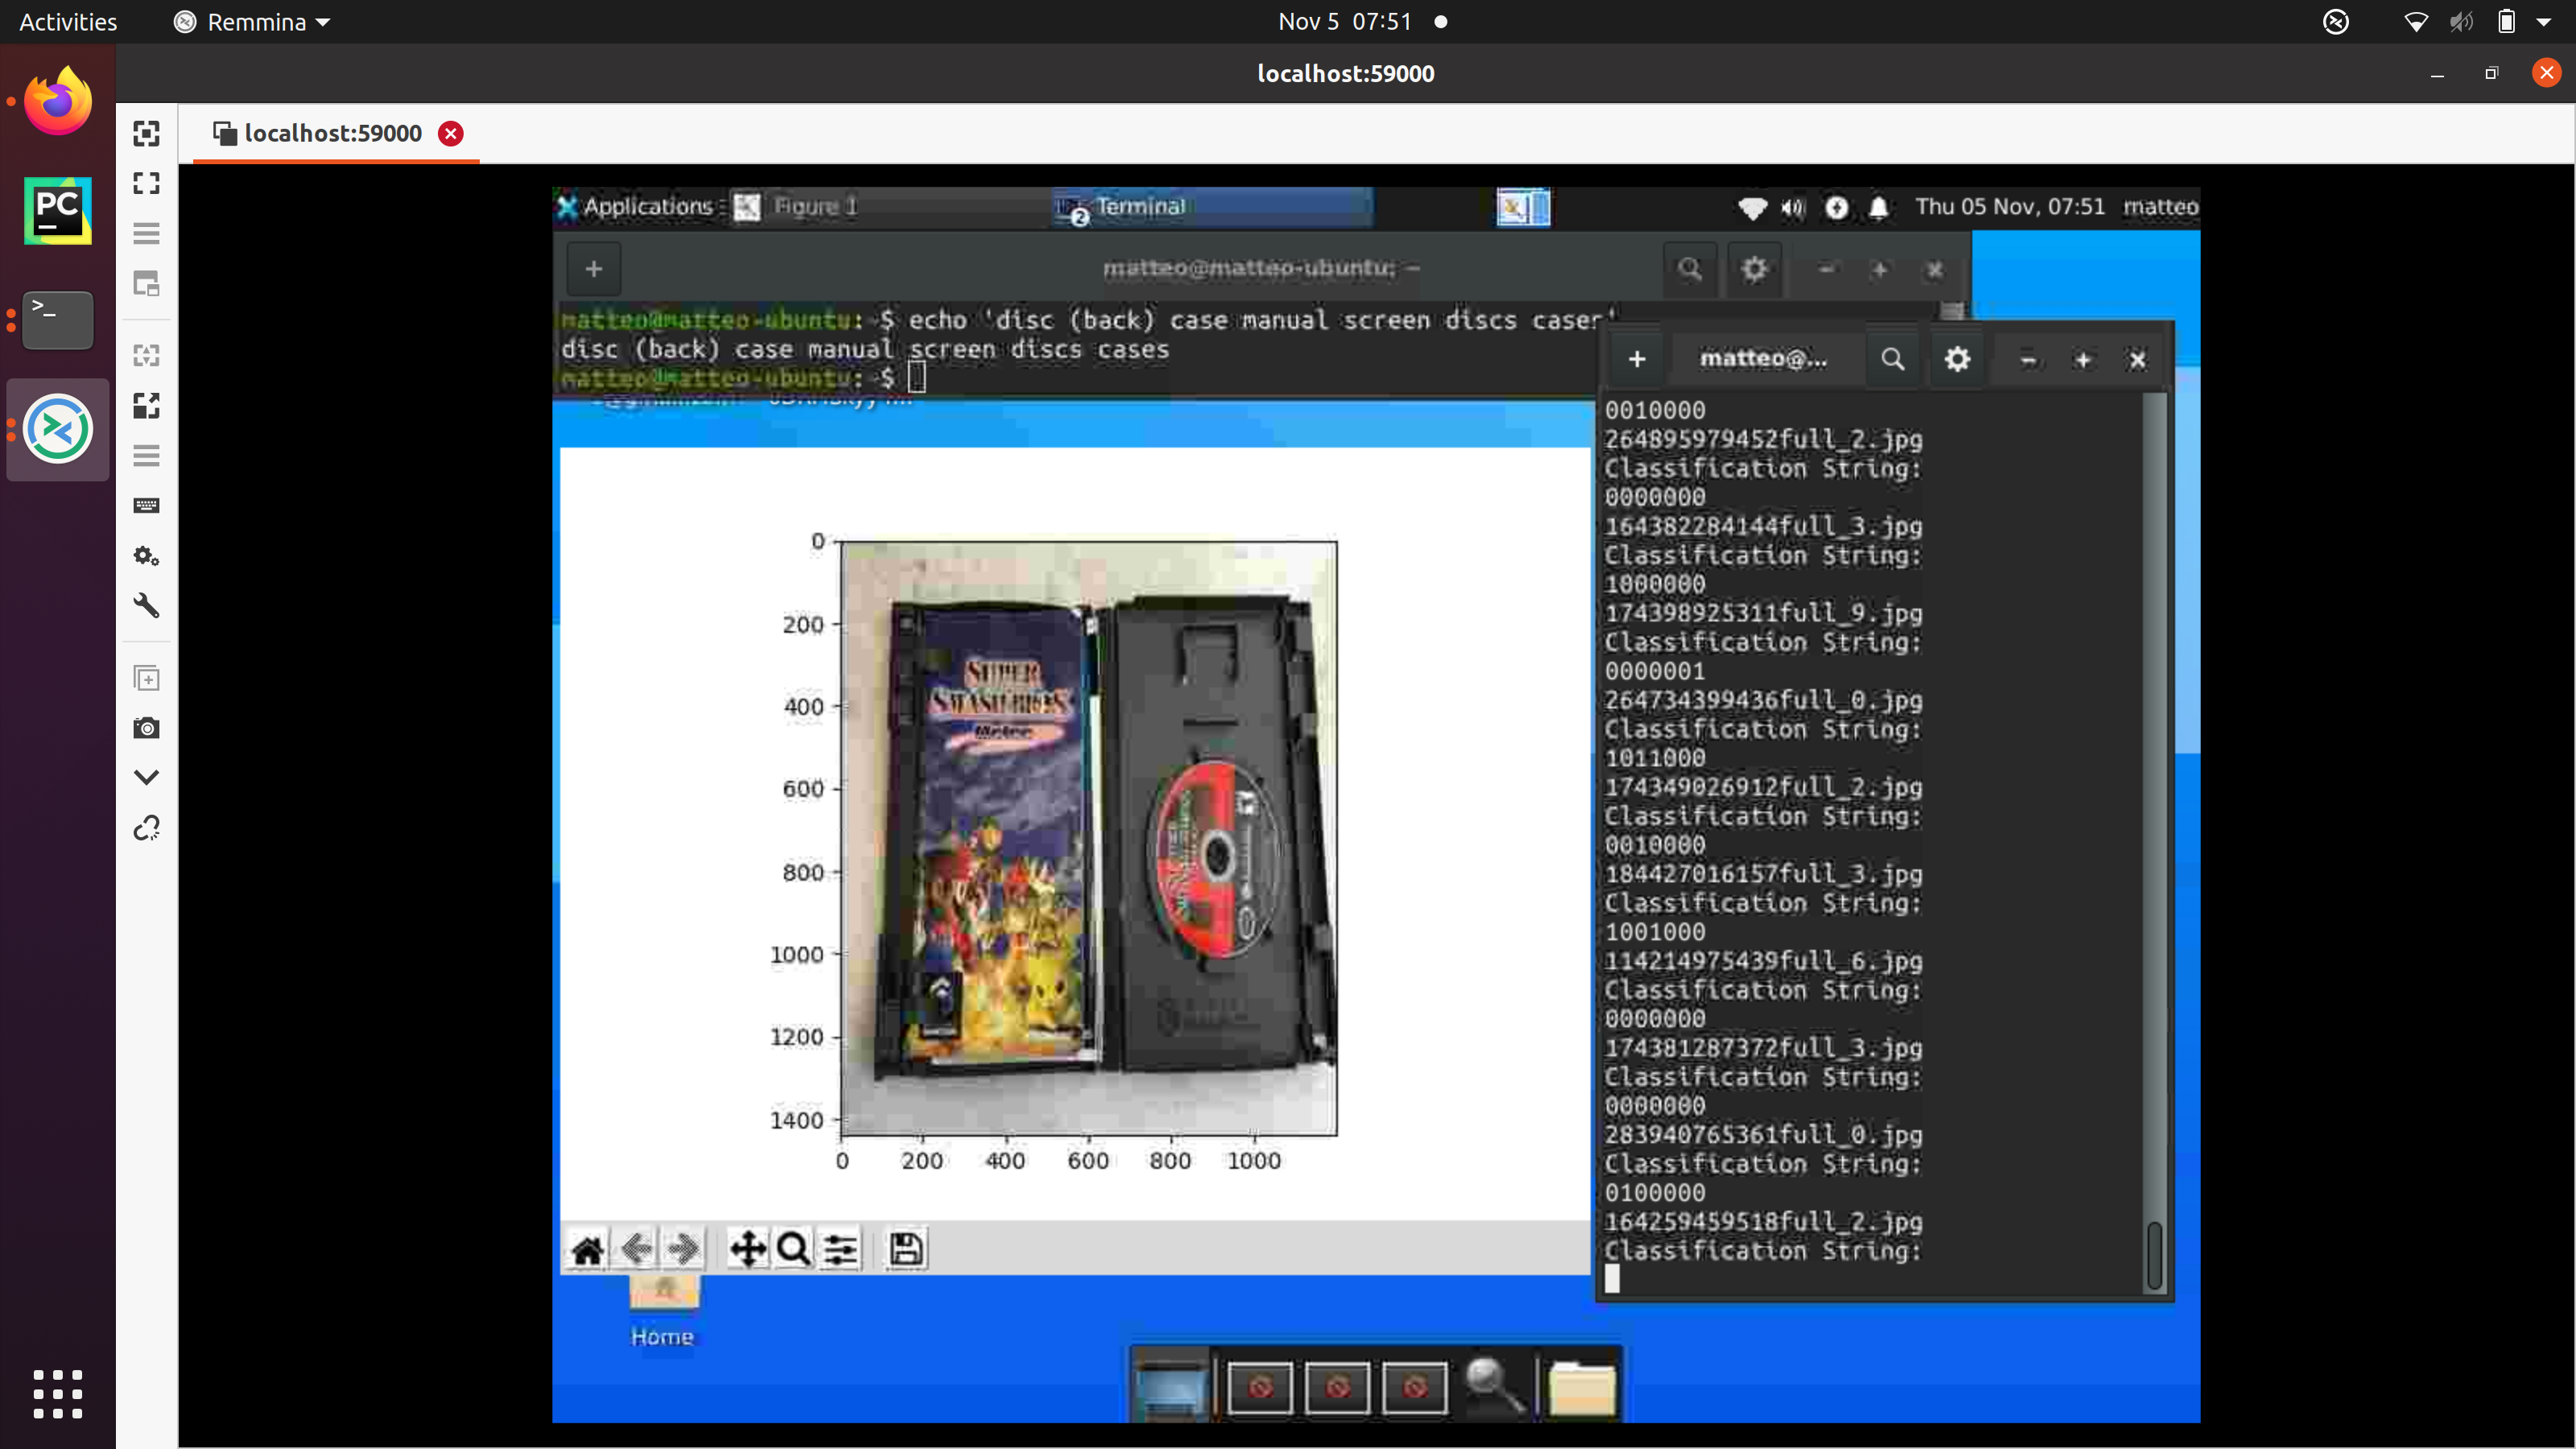 Activities
Remmina
Nov 5 07:51
localhost:59000
localhost:59000
PC
>_
Applications
Figure 1
2
Terminal
Thu 05 Nov, 07:51
matteo
matteo@matteo-ubuntu: ~
matteo@matteo-ubuntu:~$ echo 'disc (back) case manual screen discs cases'
disc (back) case manual screen discs cases
matteo@matteo-ubuntu:~$
matteo@...
0010000
264895979452full_2.jpg
Classification String:
0000000
164382284144full_3.jpg
Classification String:
1000000
174398925311full_9.jpg
Classification String:
0000001
264734399436full_0.jpg
Classification String:
1011000
174349026912full_2.jpg
Classification String:
0010000
184427016157full_3.jpg
Classification String:
1001000
114214975439full_6.jpg
Classification String:
0000000
174381287372full_3.jpg
Classification String:
0000000
283940765361full_0.jpg
Classification String:
0100000
164259459518full_2.jpg
Classification String:
0
200
400
600
800
1000
1200
1400
0 200 400 600 800 1000
SUPER
SMASH BROS.
Melee
Home